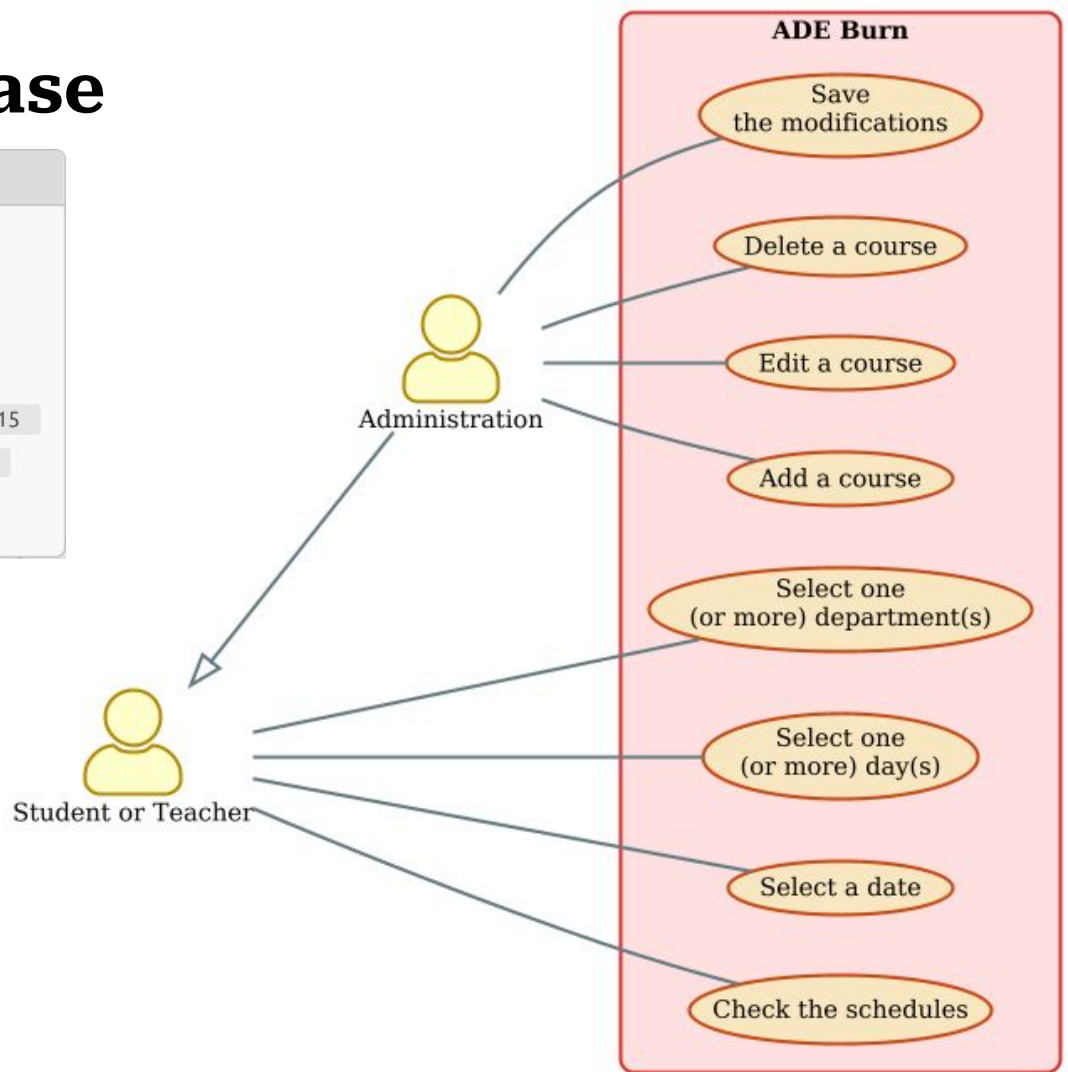 ase
15
ADE Burn
Save
the modifications
Delete a course
Edit a course
Administration
Add a course
Select one
(or more) department(s)
Select one
(or more) day(s)
Student or Teacher
Select a date
Check the schedules